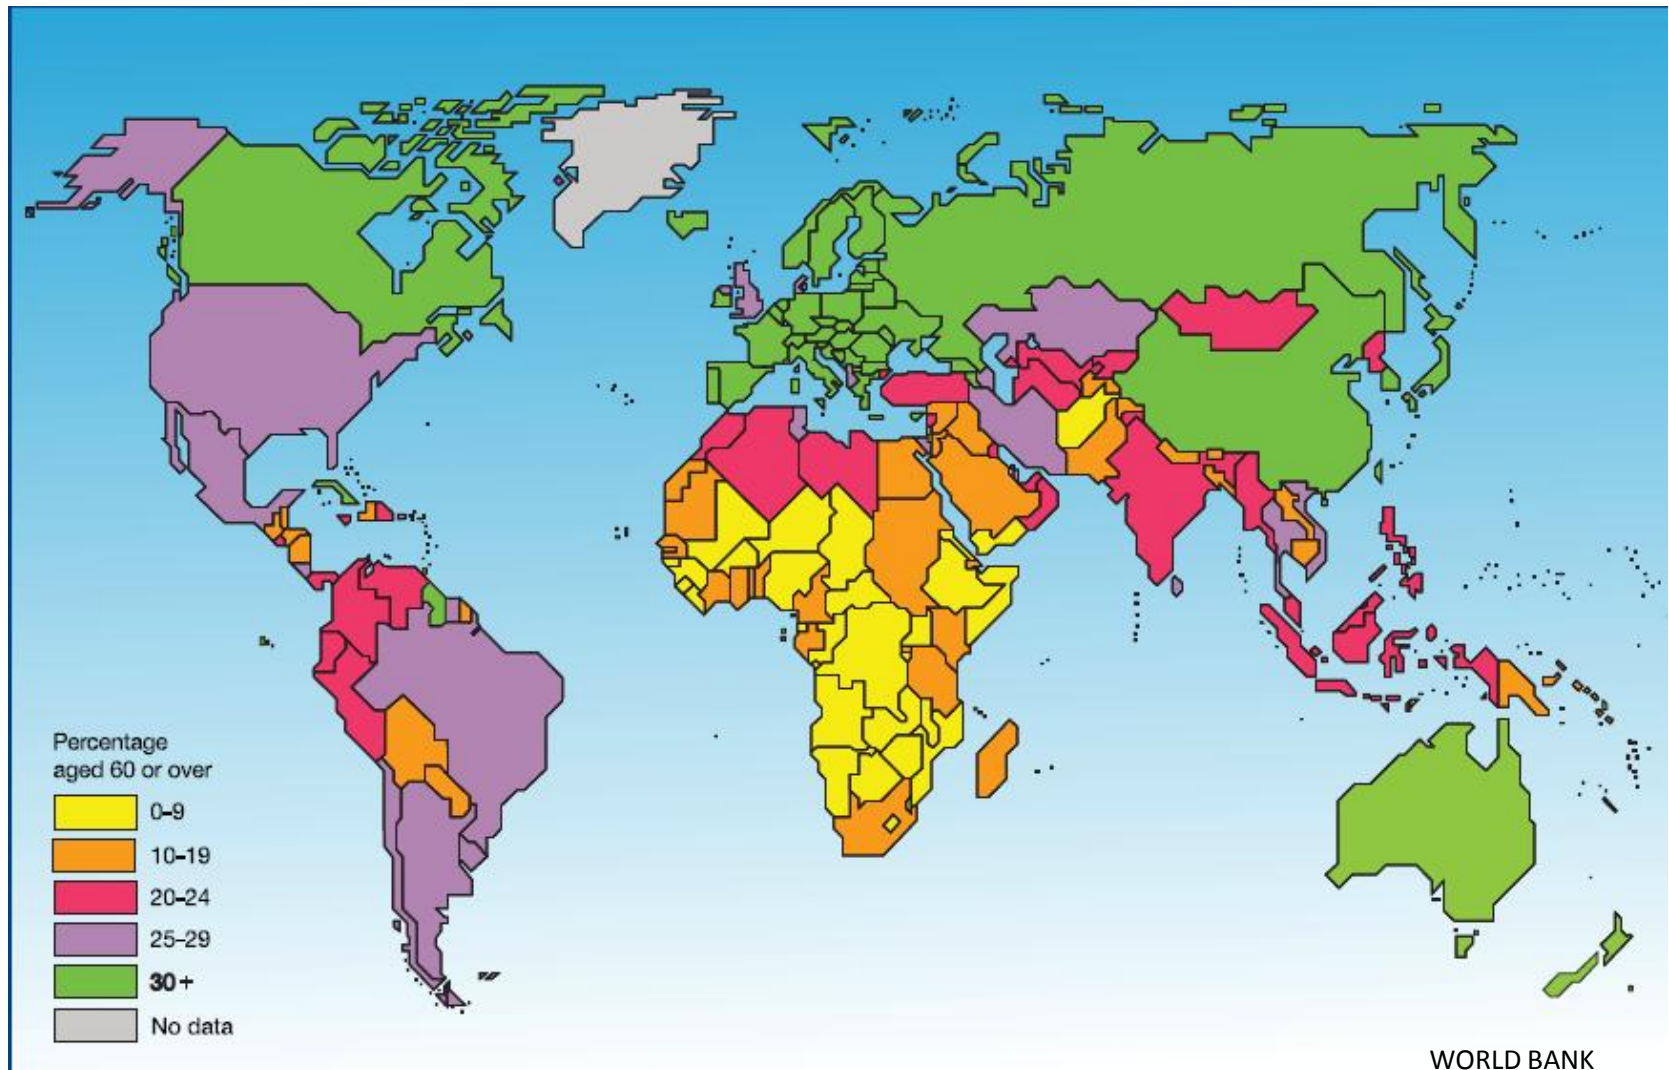 Percentage
aged 60 or over
0–9
10–19
20–24
25–29
30+
No data
WORLD BANK